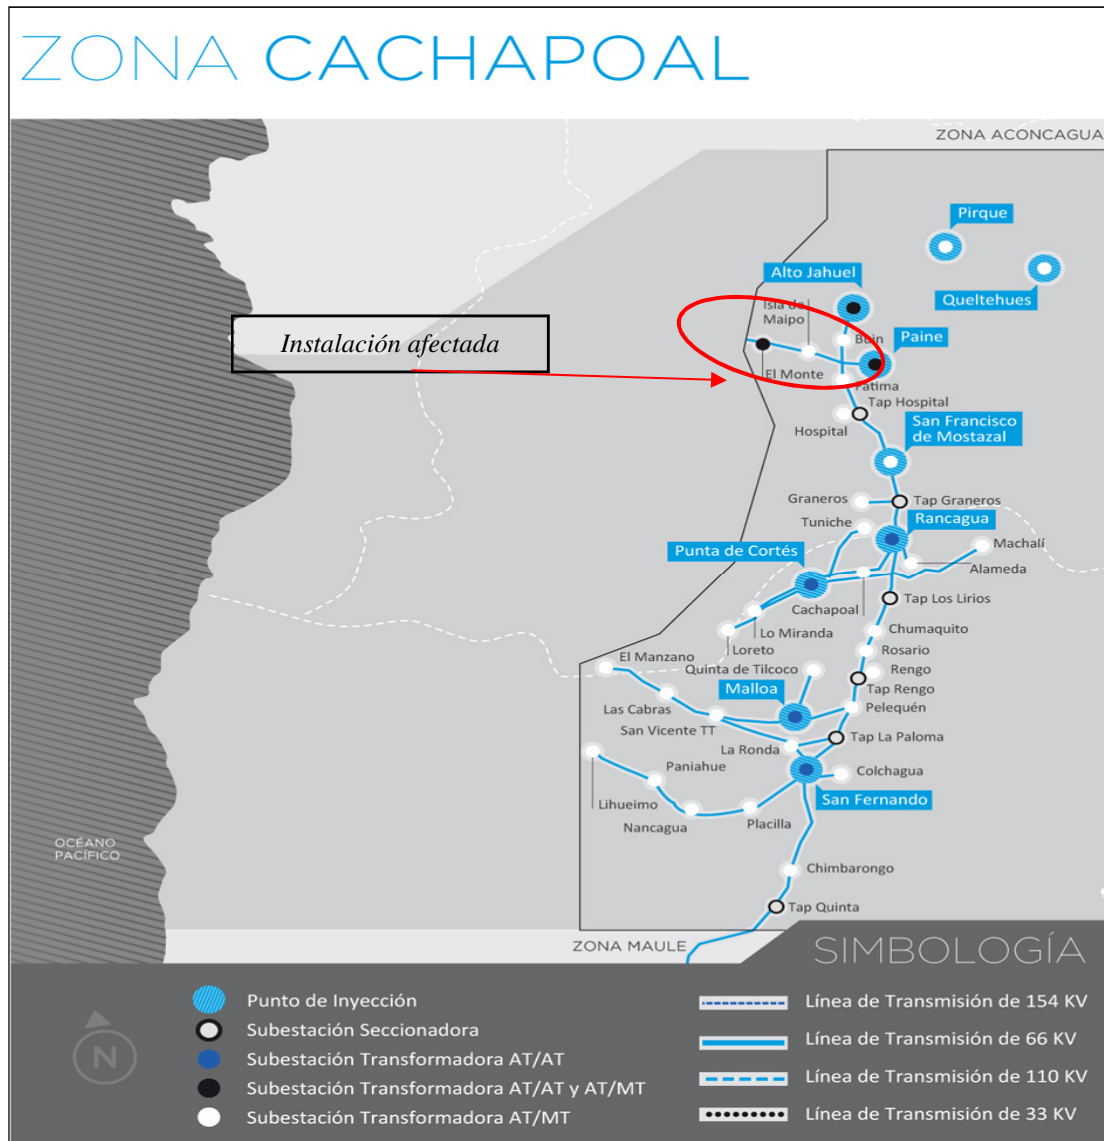 ZONA CACHAPOAL
ZONA ACONCAGUA
Pirque
Alto Jahuel
Queltehues
Isla de
Maipo
Instalación afectada
Buin
Paine
El Monte
Fatima
Tap Hospital
Hospital
San Francisco
de Mostazal
Graneros
Tap Graneros
Tuniche
Rancagua
Machalí
Punta de Cortés
Alameda
Cachapoal
Tap Los Lirios
Lo Miranda
Chumaquito
Loreto
Rosario
El Manzano
Quinta de Tilcoco
Rengo
Malloa
Tap Rengo
Las Cabras
Pelequén
San Vicente TT
Tap La Paloma
La Ronda
Paniahue
Colchagua
Lihueimo
San Fernando
Nancagua
Placilla
OCÉANO
PACÍFICO
Chimbarongo
Tap Quinta
ZONA MAULE
SIMBOLOGÍA
N
Punto de Inyección
Subestación Seccionadora
Subestación Transformadora AT/AT
Subestación Transformadora AT/AT y AT/MT
Subestación Transformadora AT/MT
Línea de Transmisión de 154 KV
Línea de Transmisión de 66 KV
Línea de Transmisión de 110 KV
Línea de Transmisión de 33 KV